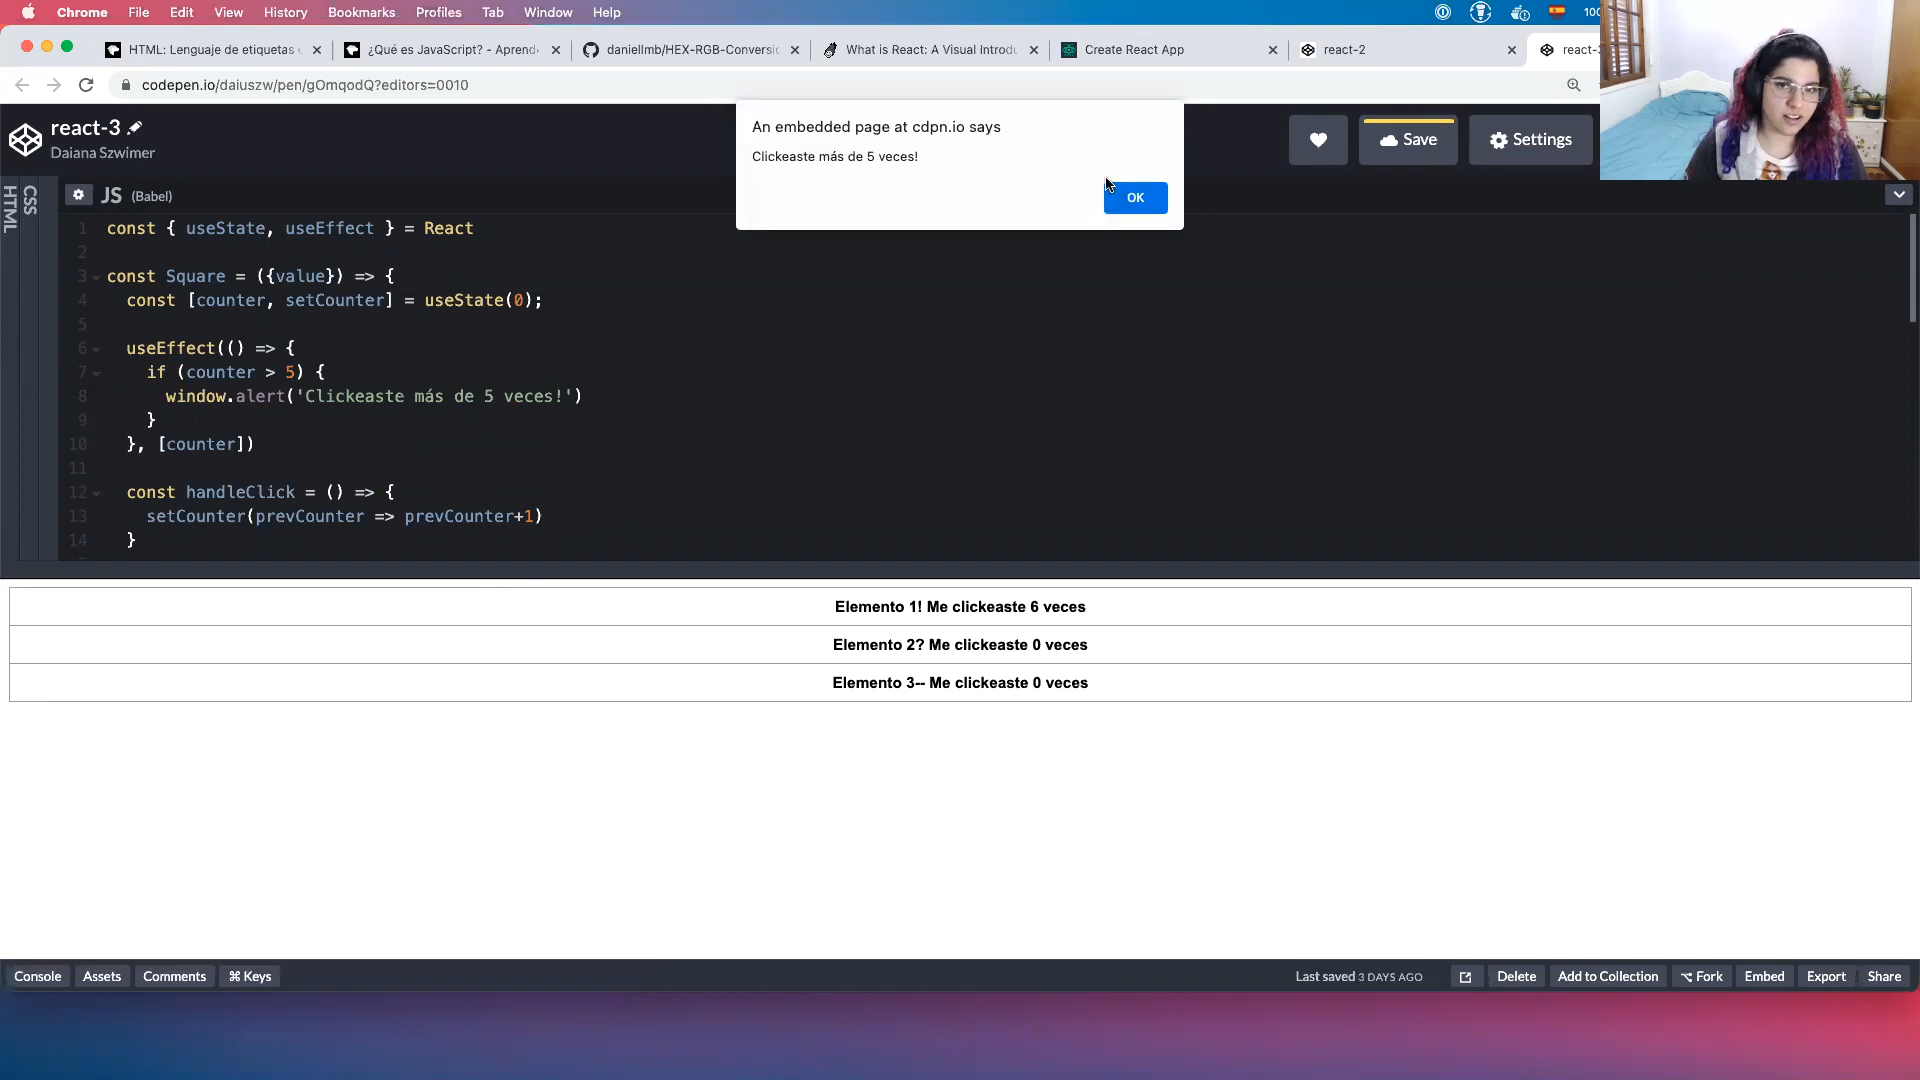 Chrome File Edit View History Bookmarks Profiles Tab Window Help
HTML: Lenguaje de etiquetas
¿Qué es JavaScript? - Aprend
daniellmb/HEX-RGB-Conversi
What is React: A Visual Introdu
Create React App
react-2
react-
codepen.io/daiuszw/pen/gOmqodQ?editors=0010
An embedded page at cdpn.io says
Clickeaste más de 5 veces!
OK
react-3
Daiana Szwimer
Save
Settings
HTML
CSS
JS (Babel)
1 const { useState, useEffect } = React
2
3 const Square = ({value}) => {
4 const [counter, setCounter] = useState(0);
5
6 useEffect(() => {
7 if (counter > 5) {
8 window.alert('Clickeaste más de 5 veces!')
9 }
10 }, [counter])
11
12 const handleClick = () => {
13 setCounter(prevCounter => prevCounter+1)
14 }
Elemento 1! Me clickeaste 6 veces
Elemento 2? Me clickeaste 0 veces
Elemento 3-- Me clickeaste 0 veces
Console Assets Comments ⌘ Keys
Last saved 3 DAYS AGO
Delete Add to Collection ⌥ Fork Embed Export Share